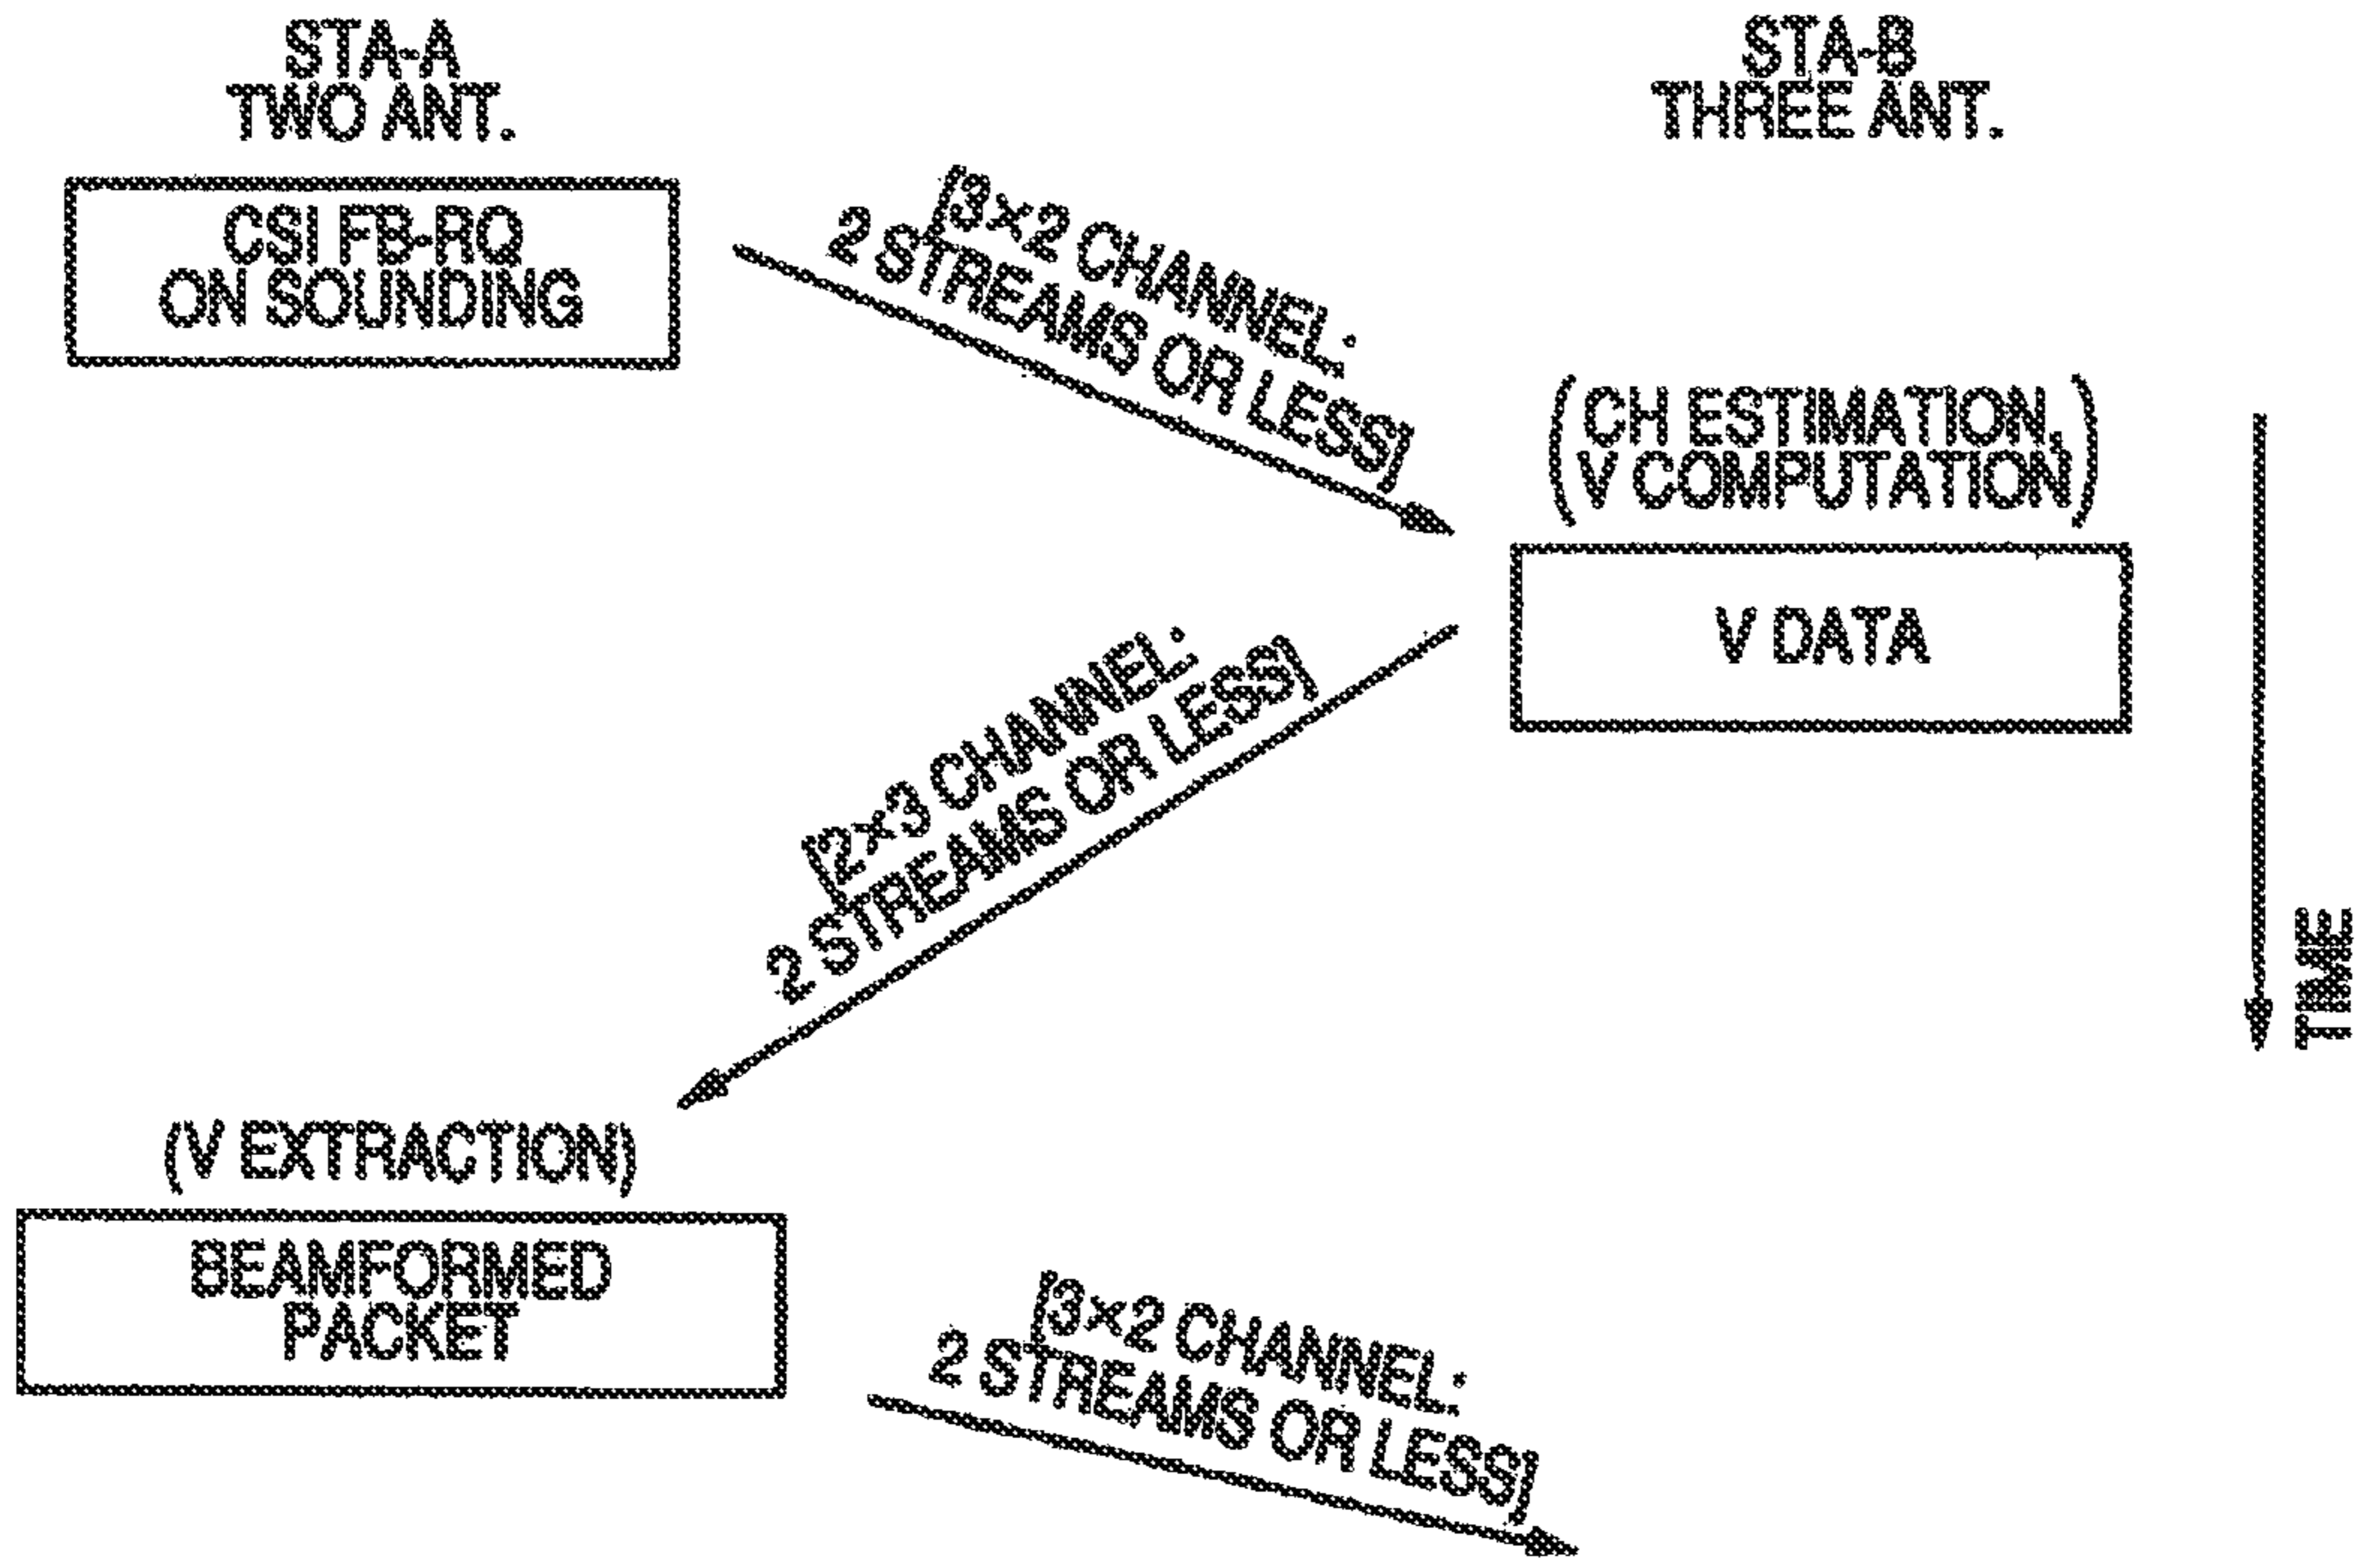 STA-A
TWO ANT.
STA-B
THREE ANT.
CSI FB-RQ
ON SOUNDING
[3×2 CHANNEL:
2 STREAMS OR LESS]
(CH ESTIMATION,
V COMPUTATION)
V DATA
[2×3 CHANNEL:
2 STREAMS OR LESS]
TIME
(V EXTRACTION)
BEAMFORMED
PACKET
[3×2 CHANNEL:
2 STREAMS OR LESS]